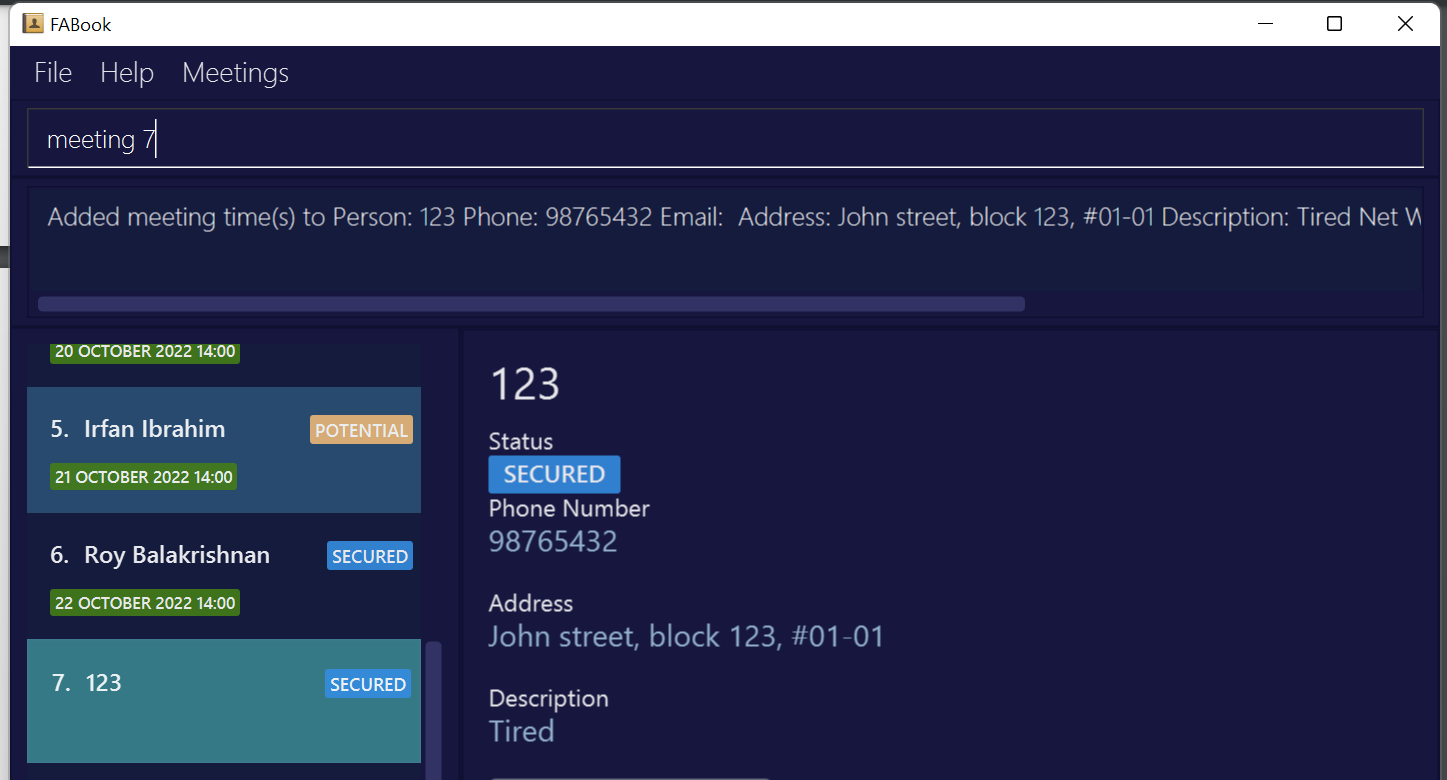 FABook
File Help Meetings
meeting 7
Added meeting time(s) to Person: 123 Phone: 98765432 Email: Address: John street, block 123, #01-01 Description: Tired Net W
20 OCTOBER 2022 14:00
5. Irfan Ibrahim POTENTIAL
21 OCTOBER 2022 14:00
6. Roy Balakrishnan SECURED
22 OCTOBER 2022 14:00
7. 123 SECURED
123
Status
SECURED
Phone Number
98765432
Address
John street, block 123, #01-01
Description
Tired